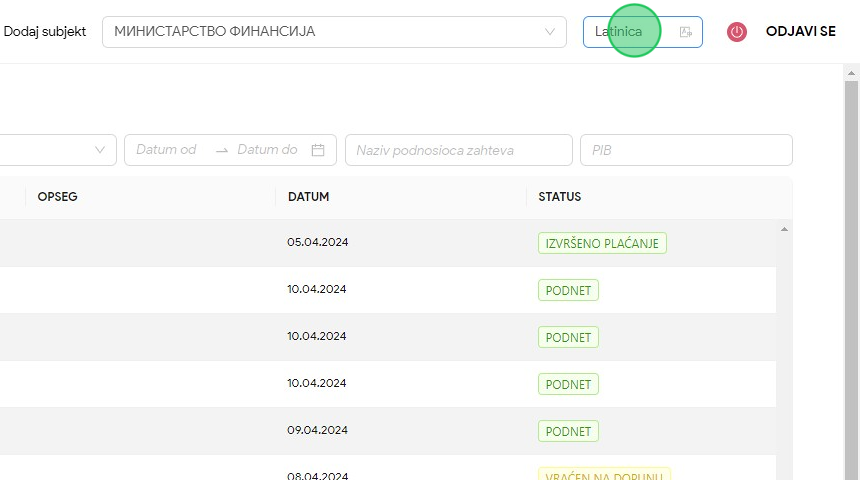 Dodaj subjekt МИНИСТАРСТВО ФИНАНСИЈА Latinica ODJAVI SE
Datum od Datum do Naziv podnosioca zahteva PIB
OPSEG DATUM STATUS
05.04.2024 IZVRŠENO PLAĆANJE
10.04.2024 PODNET
10.04.2024 PODNET
10.04.2024 PODNET
09.04.2024 PODNET
08.04.2024 VRAĆEN NA DOPUNU